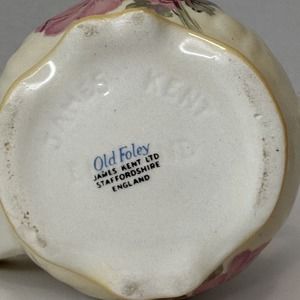 JAMES KENT
Old Foley
JAMES KENT LTD
STAFFORDSHIRE
ENGLAND